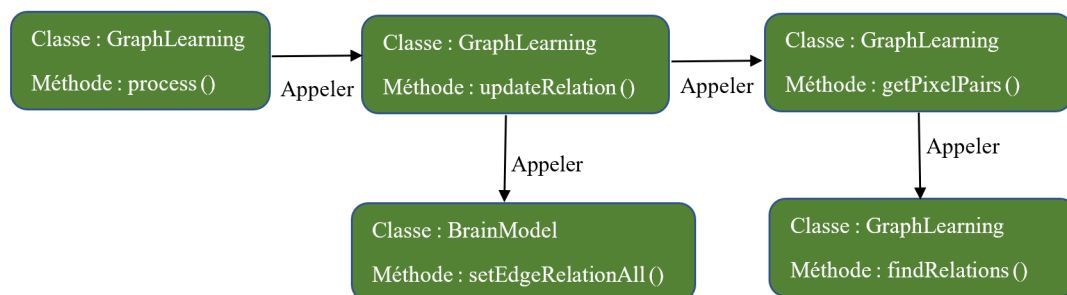 Classe : GraphLearning
Méthode : process ()
Appeler
Classe : GraphLearning
Méthode : updateRelation ()
Appeler
Classe : GraphLearning
Méthode : getPixelPairs ()
Appeler
Appeler
Classe : BrainModel
Méthode : setEdgeRelationAll ()
Classe : GraphLearning
Méthode : findRelations ()